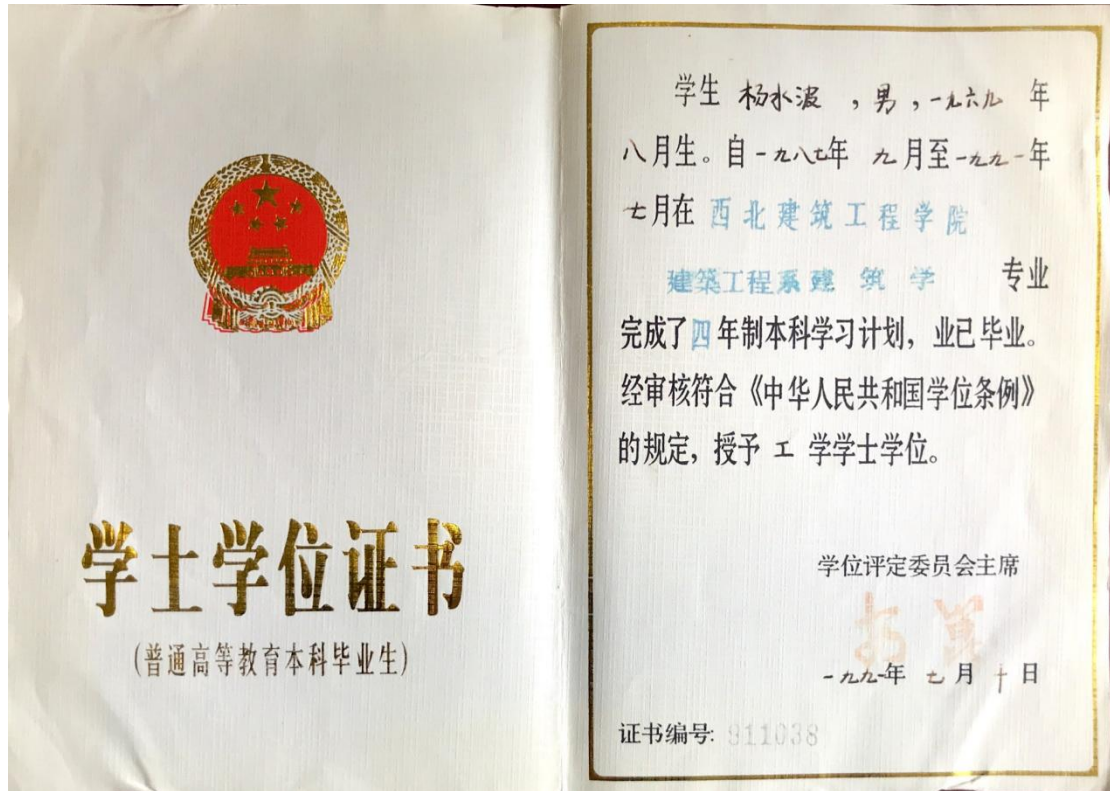 学士学位证书
(普通高等教育本科毕业生)
学生 杨水波 ,男,一九六九 年
八月生。自一九八七年 九月至一九九一年
七月在 西北建筑工程学院
建築工程系建 筑 学 专业
完成了四年制本科学习计划, 业已毕业。
经审核符合《中华人民共和国学位条例》
的规定, 授予 工 学学士学位。
学位评定委员会主席
一九九一年 七 月 十 日
证书编号: 911038